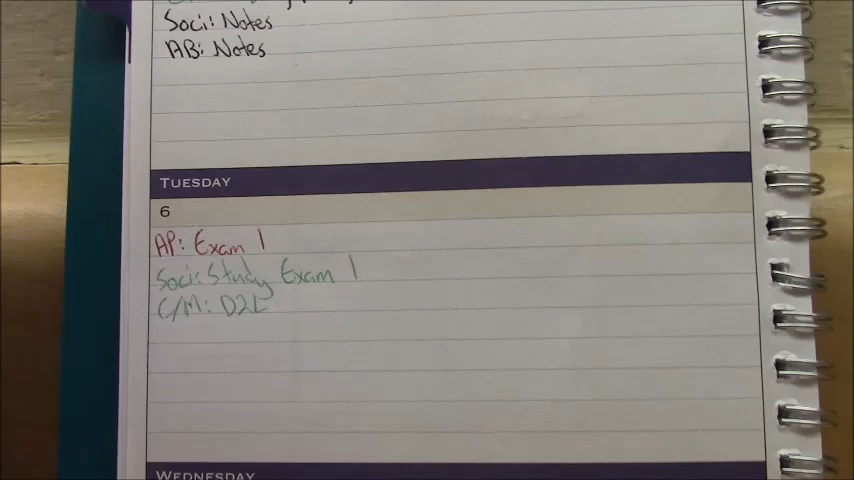 Soci: Notes
AB: Notes
TUESDAY
6
AP: Exam 1
Soci: Study Exam 1
C/M: D2L
WEDNESDAY